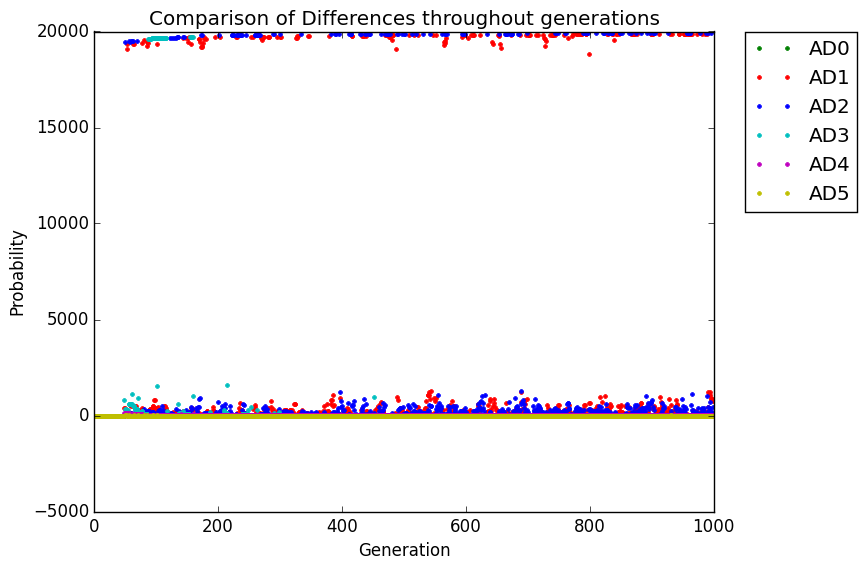 Comparison of Differences throughout generations
20000
15000
10000
5000
0
−5000
Probability
0 200 400 600 800 1000
Generation
AD0
AD1
AD2
AD3
AD4
AD5